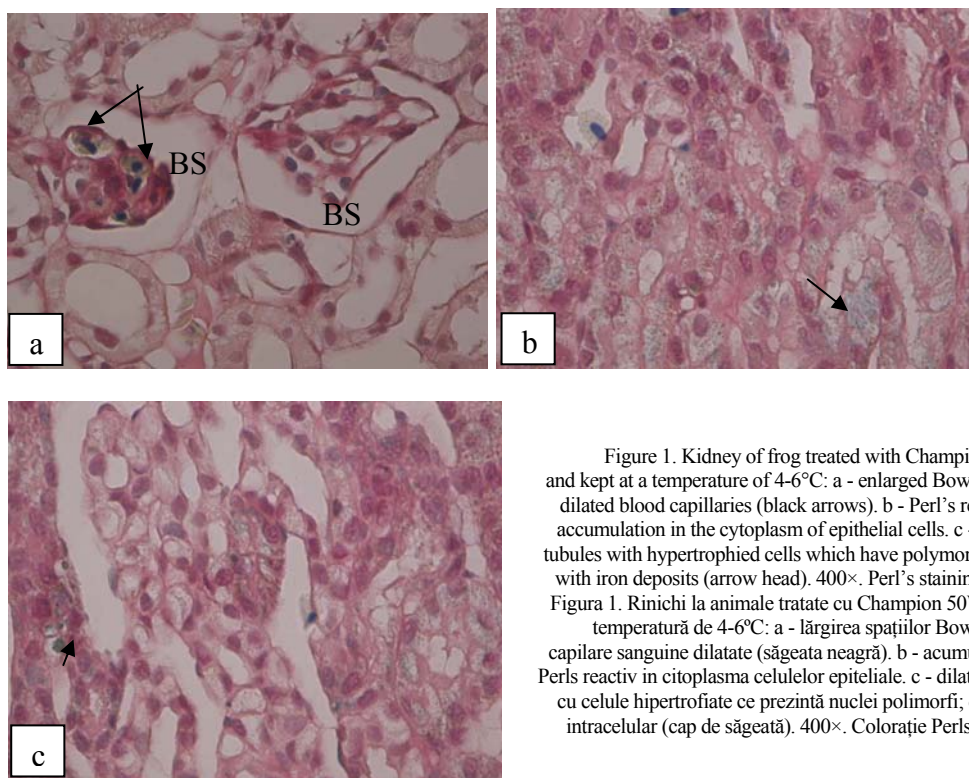 BS
BS
a
b
c
Figure 1. Kidney of frog treated with Champi
and kept at a temperature of 4-6°C: a - enlarged Bow
dilated blood capillaries (black arrows). b - Perl’s r
accumulation in the cytoplasm of epithelial cells. c -
tubules with hypertrophied cells which have polymor
with iron deposits (arrow head). 400×. Perl’s stainin
Figura 1. Rinichi la animale tratate cu Champion 50
temperatură de 4-6ºC: a - lărgirea spațiilor Bow
capilare sanguine dilatate (săgeata neagră). b - acumu
Perls reactiv in citoplasma celulelor epiteliale. c - dilat
cu celule hipertrofiate ce prezintă nuclei polimorfi;
intracelular (cap de săgeată). 400×. Colorație Perls